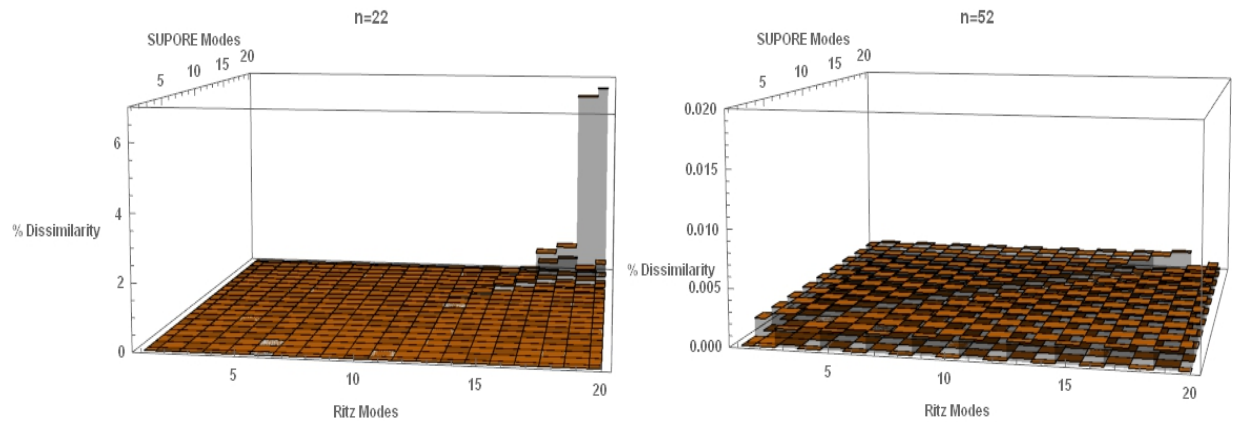 n=22
SUPORE Modes
5 10 15 20
6
4
% Dissimilarity
2
0
5 10 15 20
Ritz Modes
n=52
SUPORE Modes
5 10 15 20
0.020
0.015
0.010
% Dissimilarity
0.005
0.000
5 10 15 20
Ritz Modes